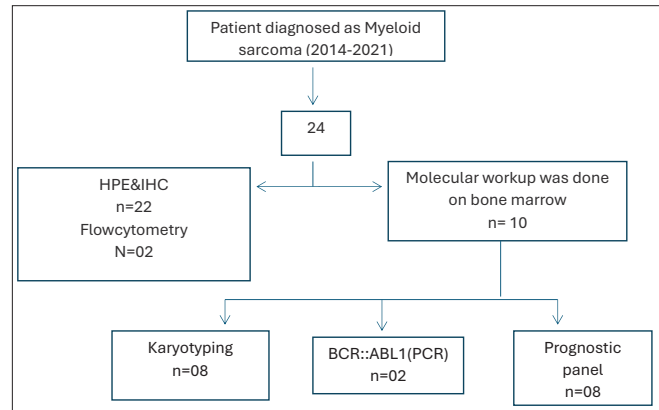 Patient diagnosed as Myeloid
sarcoma (2014-2021)
24
HPE&IHC
n=22
Flowcytometry
N=02
Molecular workup was done
on bone marrow
n= 10
Karyotyping
n=08
BCR::ABL1(PCR)
n=02
Prognostic
panel
n=08